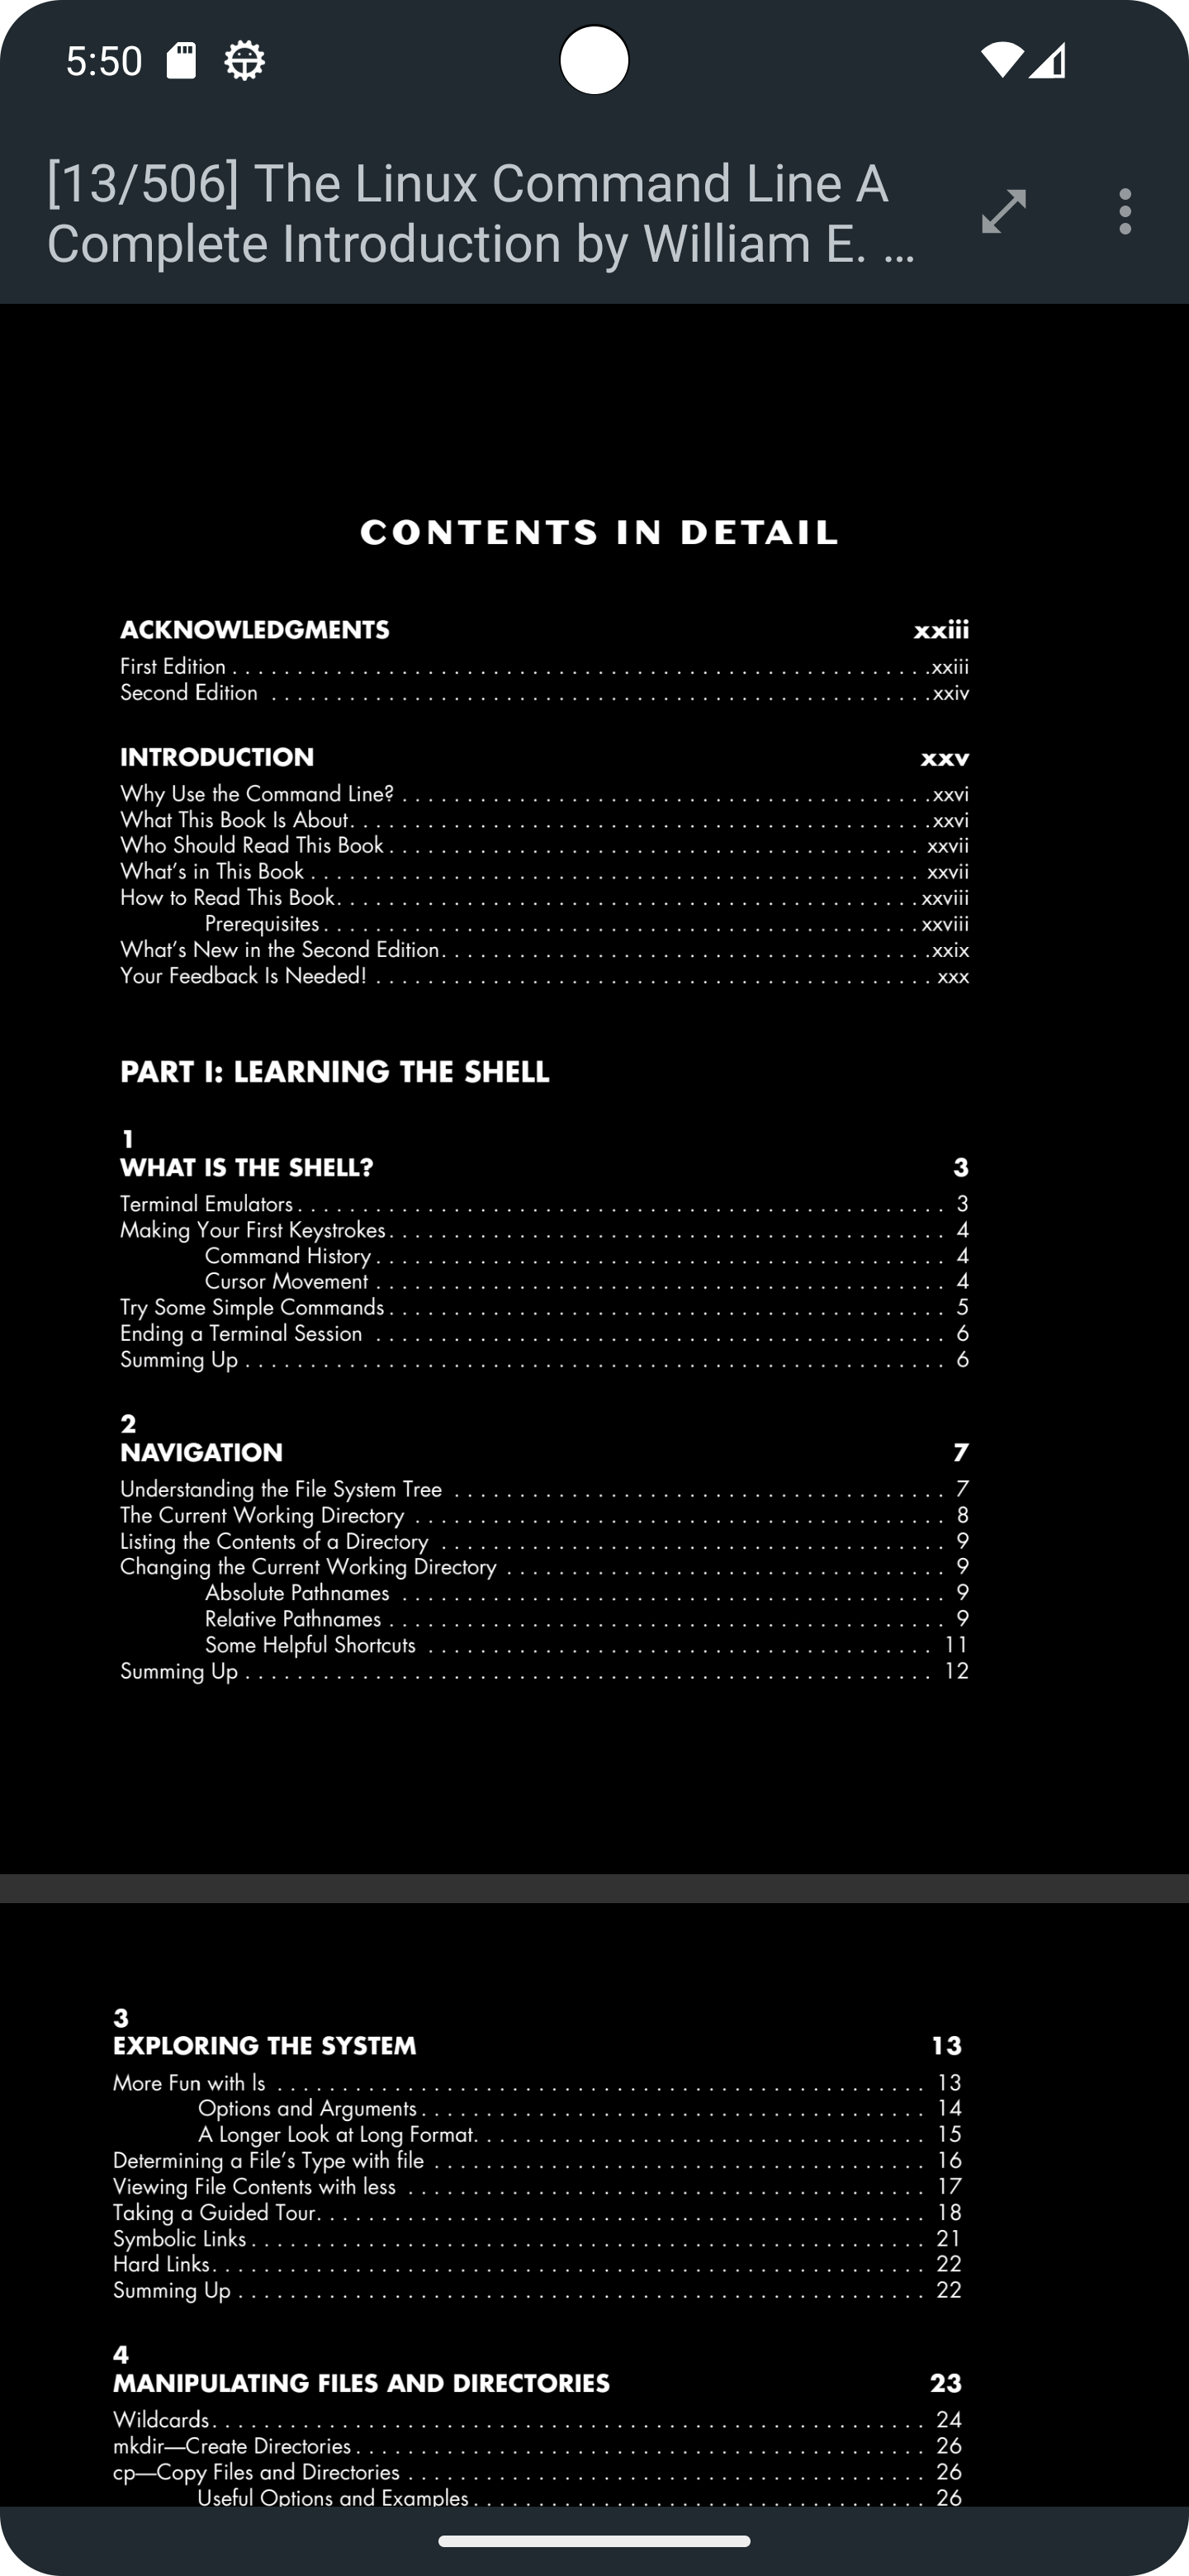 5:50
[13/506] The Linux Command Line A
Complete Introduction by William E. ...
CONTENTS IN DETAIL
ACKNOWLEDGMENTS xxiii
First Edition . . . . . . . . . . xxiii
Second Edition . . . . . . . . . . xxiv
INTRODUCTION xxv
Why Use the Command Line? . . . . . . . . . . xxvi
What This Book Is About . . . . . . . . . . xxvi
Who Should Read This Book . . . . . . . . . . xxvii
What's in This Book . . . . . . . . . . xxvii
How to Read This Book . . . . . . . . . . xxviii
Prerequisites . . . . . . . . . . xxviii
What's New in the Second Edition . . . . . . . . . . xxix
Your Feedback Is Needed! . . . . . . . . . . xxx
PART I: LEARNING THE SHELL
1
WHAT IS THE SHELL? 3
Terminal Emulators . . . . . . . . . . 3
Making Your First Keystrokes . . . . . . . . . . 4
Command History . . . . . . . . . . 4
Cursor Movement . . . . . . . . . . 4
Try Some Simple Commands . . . . . . . . . . 5
Ending a Terminal Session . . . . . . . . . . 6
Summing Up . . . . . . . . . . 6
2
NAVIGATION 7
Understanding the File System Tree . . . . . . . . . . 7
The Current Working Directory . . . . . . . . . . 8
Listing the Contents of a Directory . . . . . . . . . . 9
Changing the Current Working Directory . . . . . . . . . . 9
Absolute Pathnames . . . . . . . . . . 9
Relative Pathnames . . . . . . . . . . 9
Some Helpful Shortcuts . . . . . . . . . . 11
Summing Up . . . . . . . . . . 12
3
EXPLORING THE SYSTEM 13
More Fun with ls . . . . . . . . . . 13
Options and Arguments . . . . . . . . . . 14
A Longer Look at Long Format . . . . . . . . . . 15
Determining a File's Type with file . . . . . . . . . . 16
Viewing File Contents with less . . . . . . . . . . 17
Taking a Guided Tour . . . . . . . . . . 18
Symbolic Links . . . . . . . . . . 21
Hard Links . . . . . . . . . . 22
Summing Up . . . . . . . . . . 22
4
MANIPULATING FILES AND DIRECTORIES 23
Wildcards . . . . . . . . . . 24
mkdir—Create Directories . . . . . . . . . . 26
cp—Copy Files and Directories . . . . . . . . . . 26
Useful Options and Examples . . . . . . . . . . 26